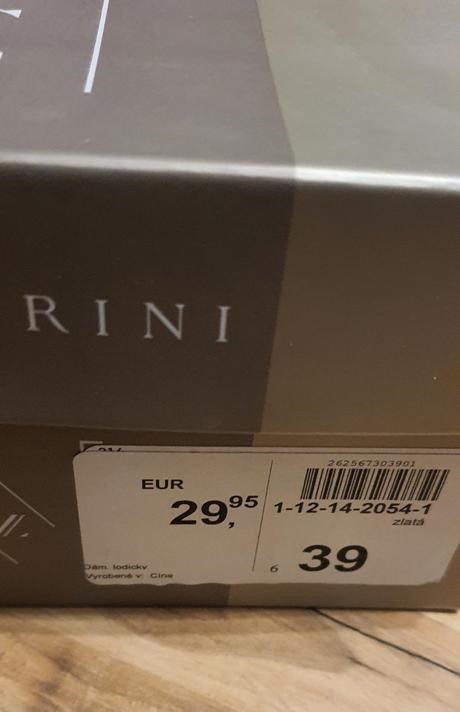 RINI
EUR
29,95
262567303901
1-12-14-2054-1
zlatá
6 39
Dám. lodičky
Vyrobené v: Čína